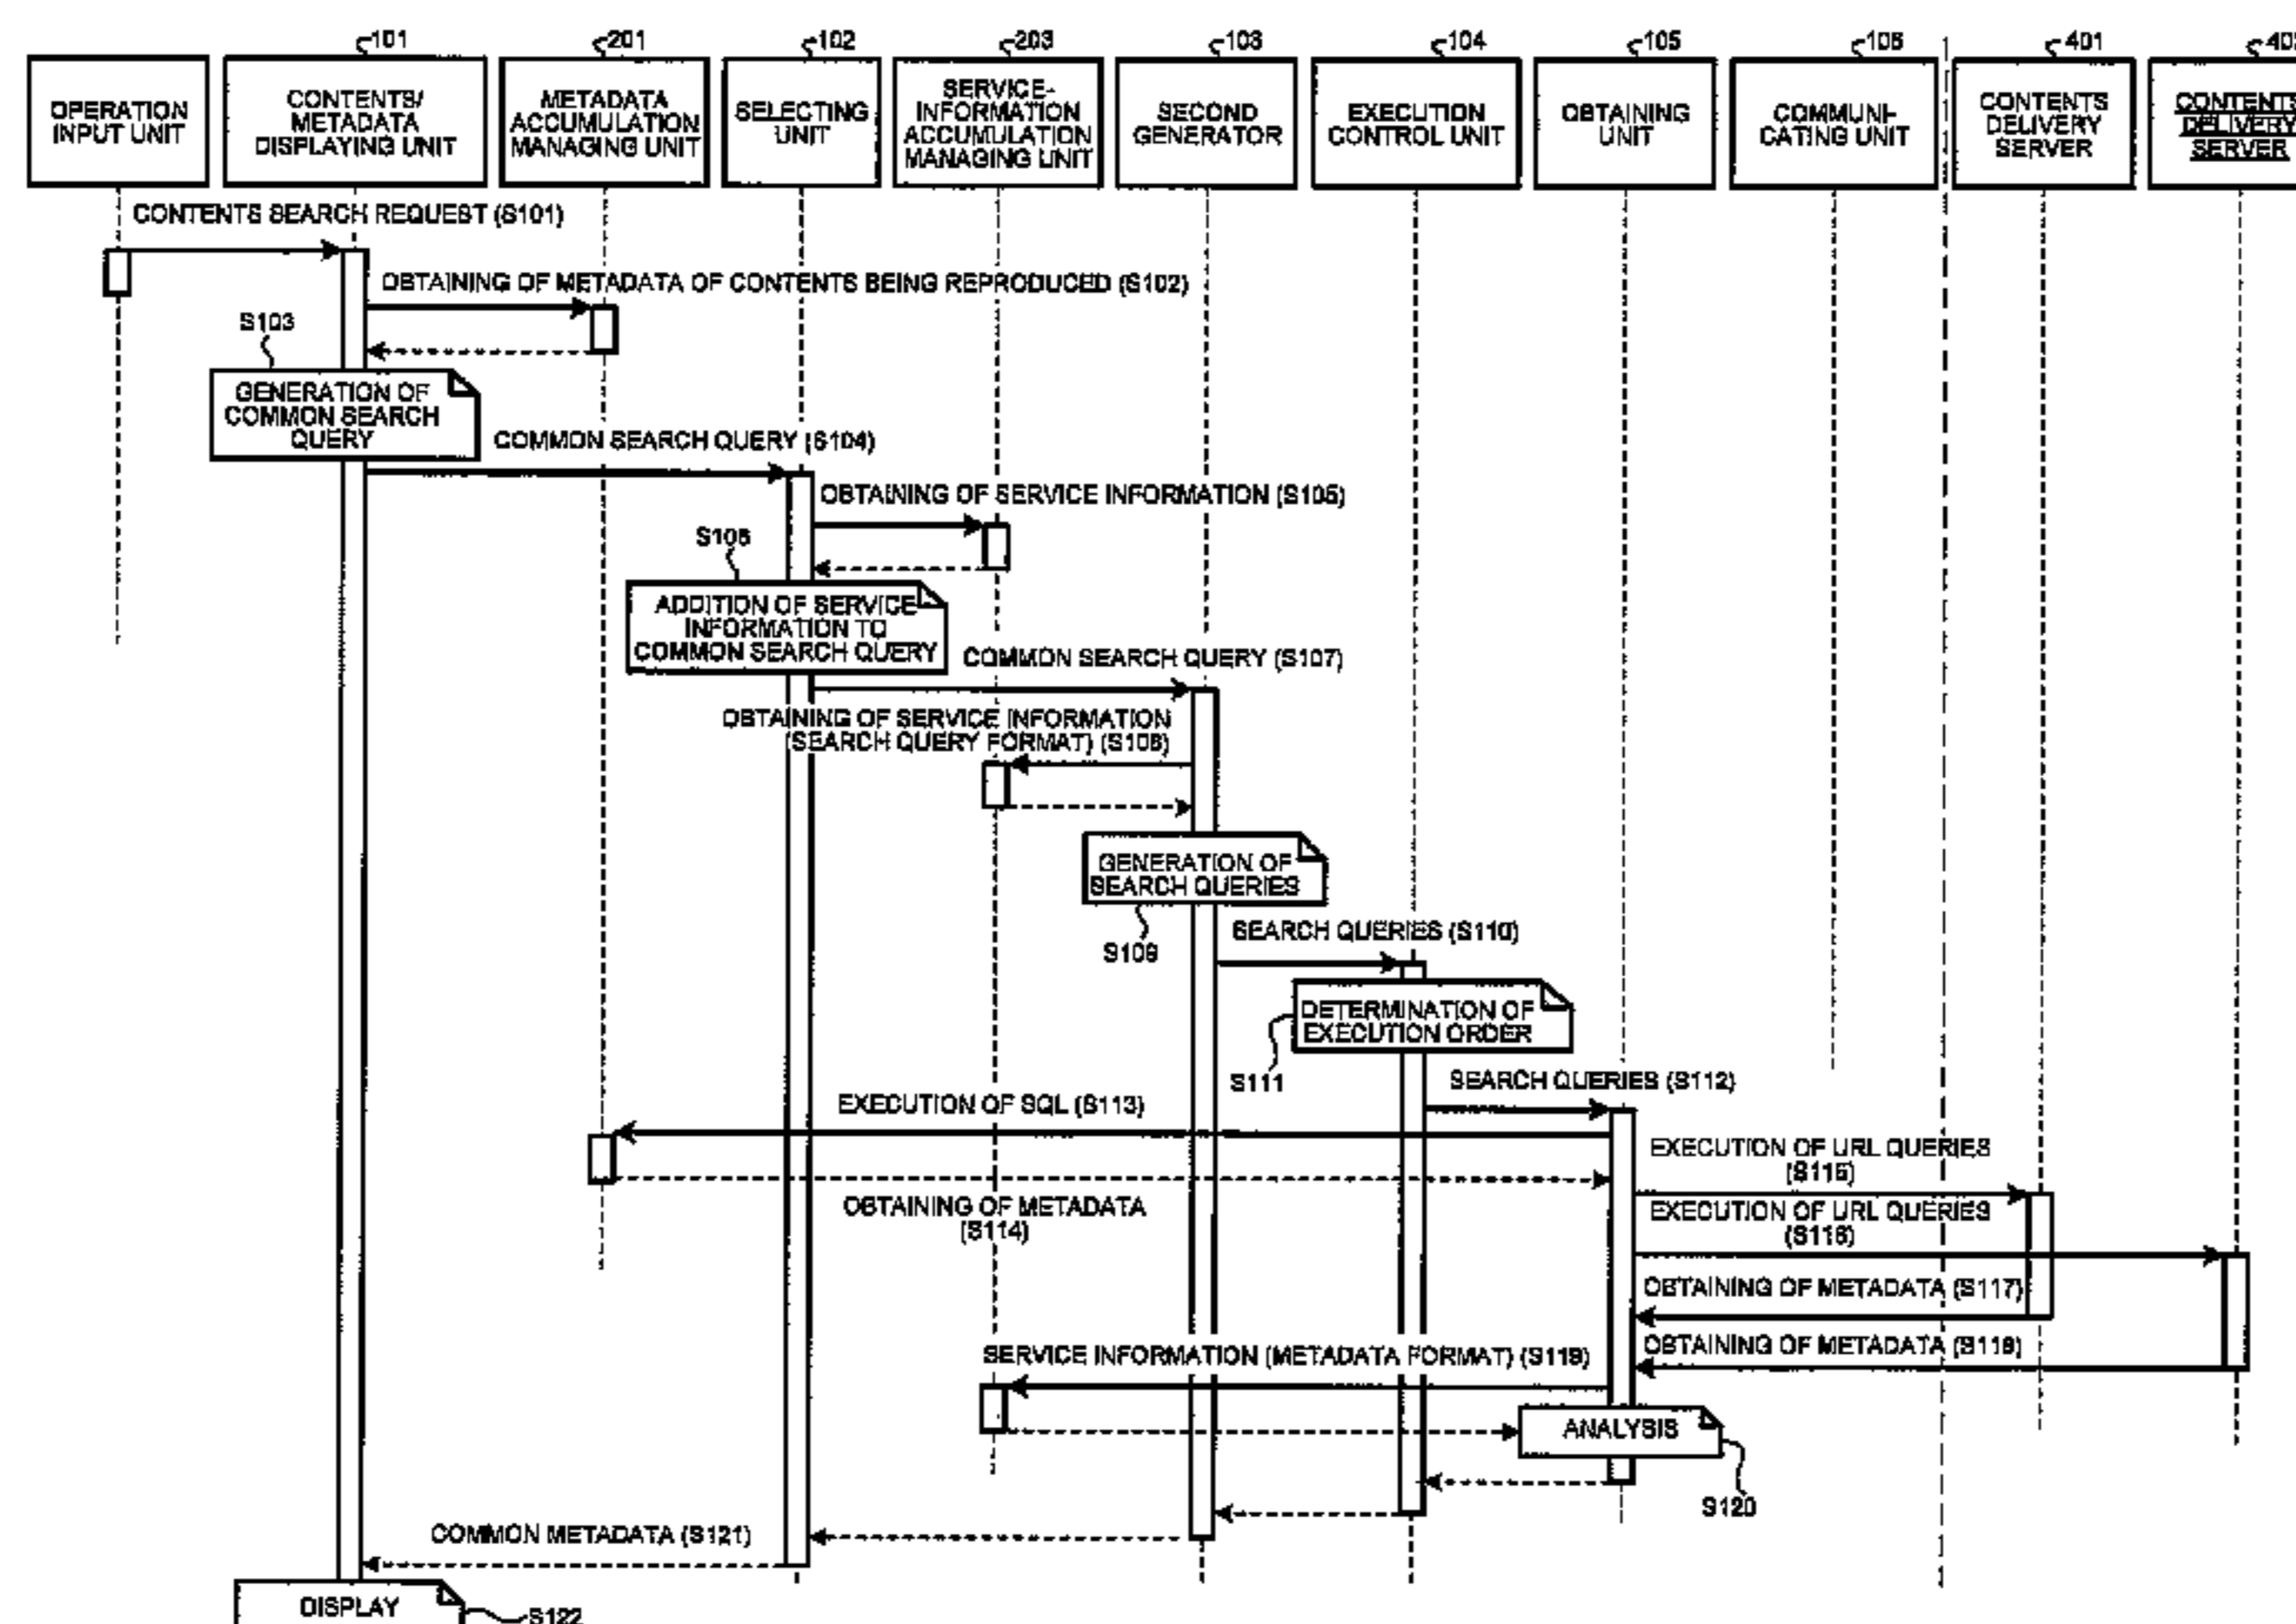 101
201
102
203
103
104
105
106
401
OPERATION
INPUT UNIT
CONTENTS/
METADATA
DISPLAYING UNIT
METADATA
ACCUMULATION
MANAGING UNIT
SELECTING
UNIT
SERVICE-
INFORMATION
ACCUMULATION
MANAGING UNIT
SECOND
GENERATOR
EXECUTION
CONTROL UNIT
OBTAINING
UNIT
COMMUNI-
CATING UNIT
CONTENTS
DELIVERY
SERVER
CONTENTS
DELIVERY
SERVER
CONTENTS SEARCH REQUEST (S101)
OBTAINING OF METADATA OF CONTENTS BEING REPRODUCED (S102)
S103
GENERATION OF
COMMON SEARCH
QUERY
COMMON SEARCH QUERY (S104)
OBTAINING OF SERVICE INFORMATION (S105)
S106
ADDITION OF SERVICE
INFORMATION TO
COMMON SEARCH QUERY
COMMON SEARCH QUERY (S107)
OBTAINING OF SERVICE INFORMATION
(SEARCH QUERY FORMAT) (S108)
GENERATION OF
SEARCH QUERIES
S109
SEARCH QUERIES (S110)
DETERMINATION OF
EXECUTION ORDER
S111
SEARCH QUERIES (S112)
EXECUTION OF SQL (S113)
OBTAINING OF METADATA
(S114)
EXECUTION OF URL QUERIES
(S115)
EXECUTION OF URL QUERIES
(S116)
OBTAINING OF METADATA (S117)
OBTAINING OF METADATA (S118)
SERVICE INFORMATION (METADATA FORMAT) (S119)
ANALYSIS
S120
COMMON METADATA (S121)
DISPLAY
S122